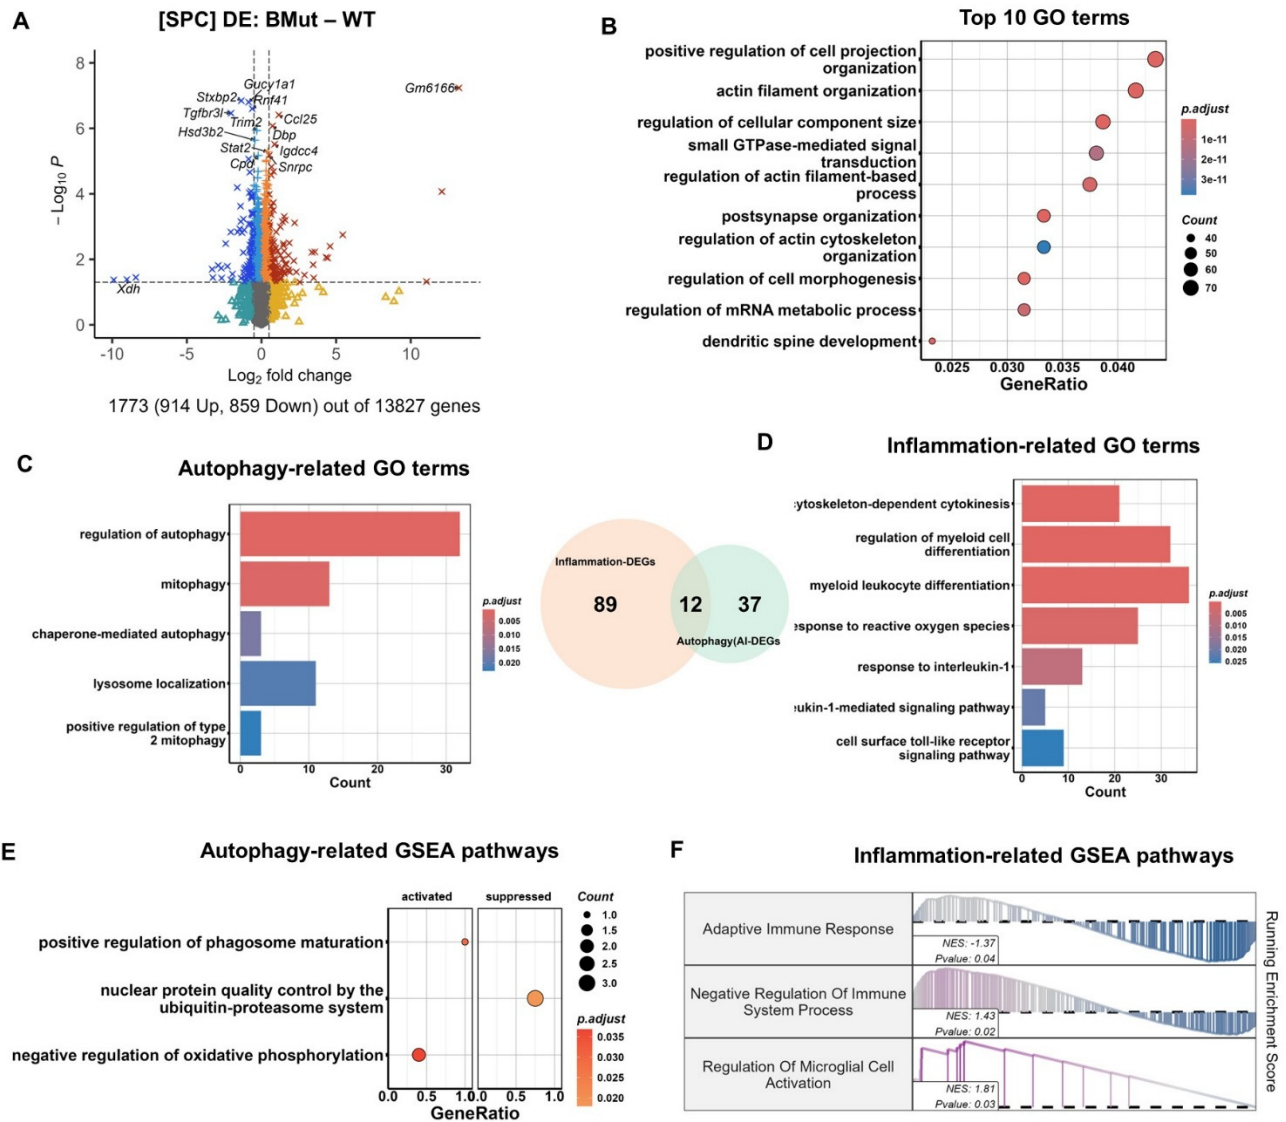 A
[SPC] DE: BMut – WT
8
6
4
2
0
– Log10 P
Gucy1a1
Stxbp2
Rnf41
Tgfbr3l
Trim2
Ccl25
Hsd3b2
Dbp
Stat2
Igdcc4
Cpd
Snrpc
Gm6166
Xdh
-10
-5
0
5
10
Log2 fold change
1773 (914 Up, 859 Down) out of 13827 genes
B
Top 10 GO terms
positive regulation of cell projection
organization
actin filament organization
regulation of cellular component size
small GTPase-mediated signal
transduction
regulation of actin filament-based
process
postsynapse organization
regulation of actin cytoskeleton
organization
regulation of cell morphogenesis
regulation of mRNA metabolic process
dendritic spine development
0.025
0.030
0.035
0.040
GeneRatio
p.adjust
1e-11
2e-11
3e-11
Count
40
50
60
70
C
Autophagy-related GO terms
regulation of autophagy
mitophagy
chaperone-mediated autophagy
lysosome localization
positive regulation of type
2 mitophagy
0
10
20
30
Count
p.adjust
0.005
0.010
0.015
0.020
Inflammation-DEGs
89
12
37
Autophagy(AI-DEGs
D
Inflammation-related GO terms
cytoskeleton-dependent cytokinesis
regulation of myeloid cell
differentiation
myeloid leukocyte differentiation
esponse to reactive oxygen species
response to interleukin-1
eukin-1-mediated signaling pathway
cell surface toll-like receptor
signaling pathway
0
10
20
30
Count
p.adjust
0.005
0.010
0.015
0.020
0.025
E
Autophagy-related GSEA pathways
activated
suppressed
positive regulation of phagosome maturation
nuclear protein quality control by the
ubiquitin-proteasome system
negative regulation of oxidative phosphorylation
0.0
0.5
1.0
0.0
0.5
1.0
GeneRatio
Count
1.0
1.5
2.0
2.5
3.0
p.adjust
0.035
0.030
0.025
0.020
F
Inflammation-related GSEA pathways
Adaptive Immune Response
NES: -1.37
Pvalue: 0.04
Negative Regulation Of Immune
System Process
NES: 1.43
Pvalue: 0.02
Regulation Of Microglial Cell
Activation
NES: 1.81
Pvalue: 0.03
Running Enrichment Score